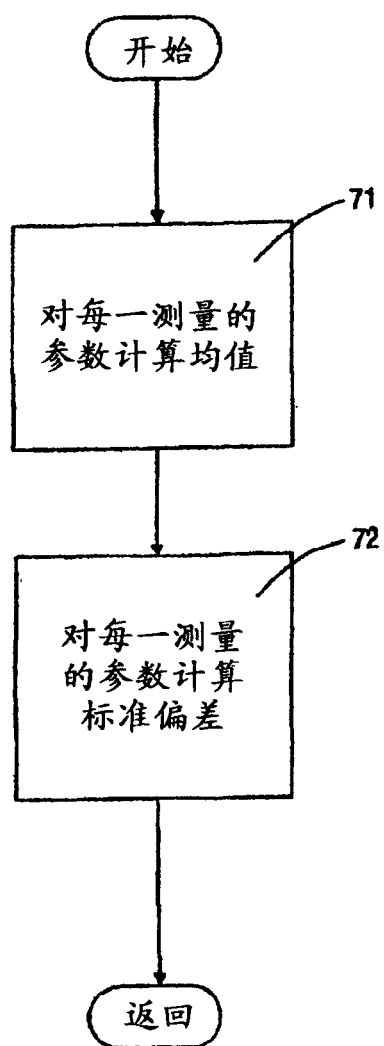 开始
71
对每一测量的
参数计算均值
72
对每一测量
的参数计算
标准偏差
返回